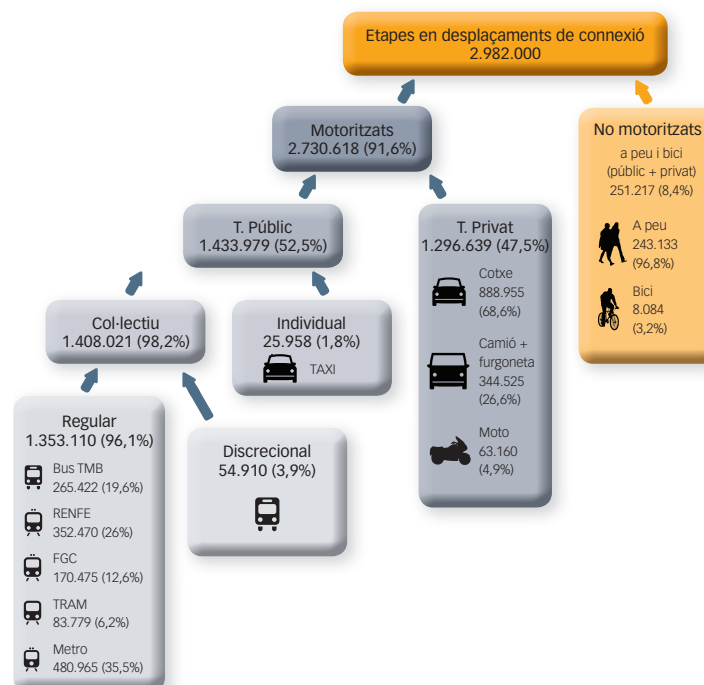 Etapes en desplaçaments de connexió
2.982.000
Motoritzats
2.730.618 (91,6%)
No motoritzats
a peu i bici
(públic + privat)
251.217 (8,4%)
A peu
243.133
(96,8%)
Bici
8.084
(3,2%)
T. Públic
1.433.979 (52,5%)
T. Privat
1.296.639 (47,5%)
Cotxe
888.955
(68,6%)
Camió +
furgoneta
344.525
(26,6%)
Moto
63.160
(4,9%)
Col·lectiu
1.408.021 (98,2%)
Individual
25.958 (1,8%)
TAXI
Regular
1.353.110 (96,1%)
Bus TMB
265.422 (19,6%)
RENFE
352.470 (26%)
FGC
170.475 (12,6%)
TRAM
83.779 (6,2%)
Metro
480.965 (35,5%)
Discrecional
54.910 (3,9%)